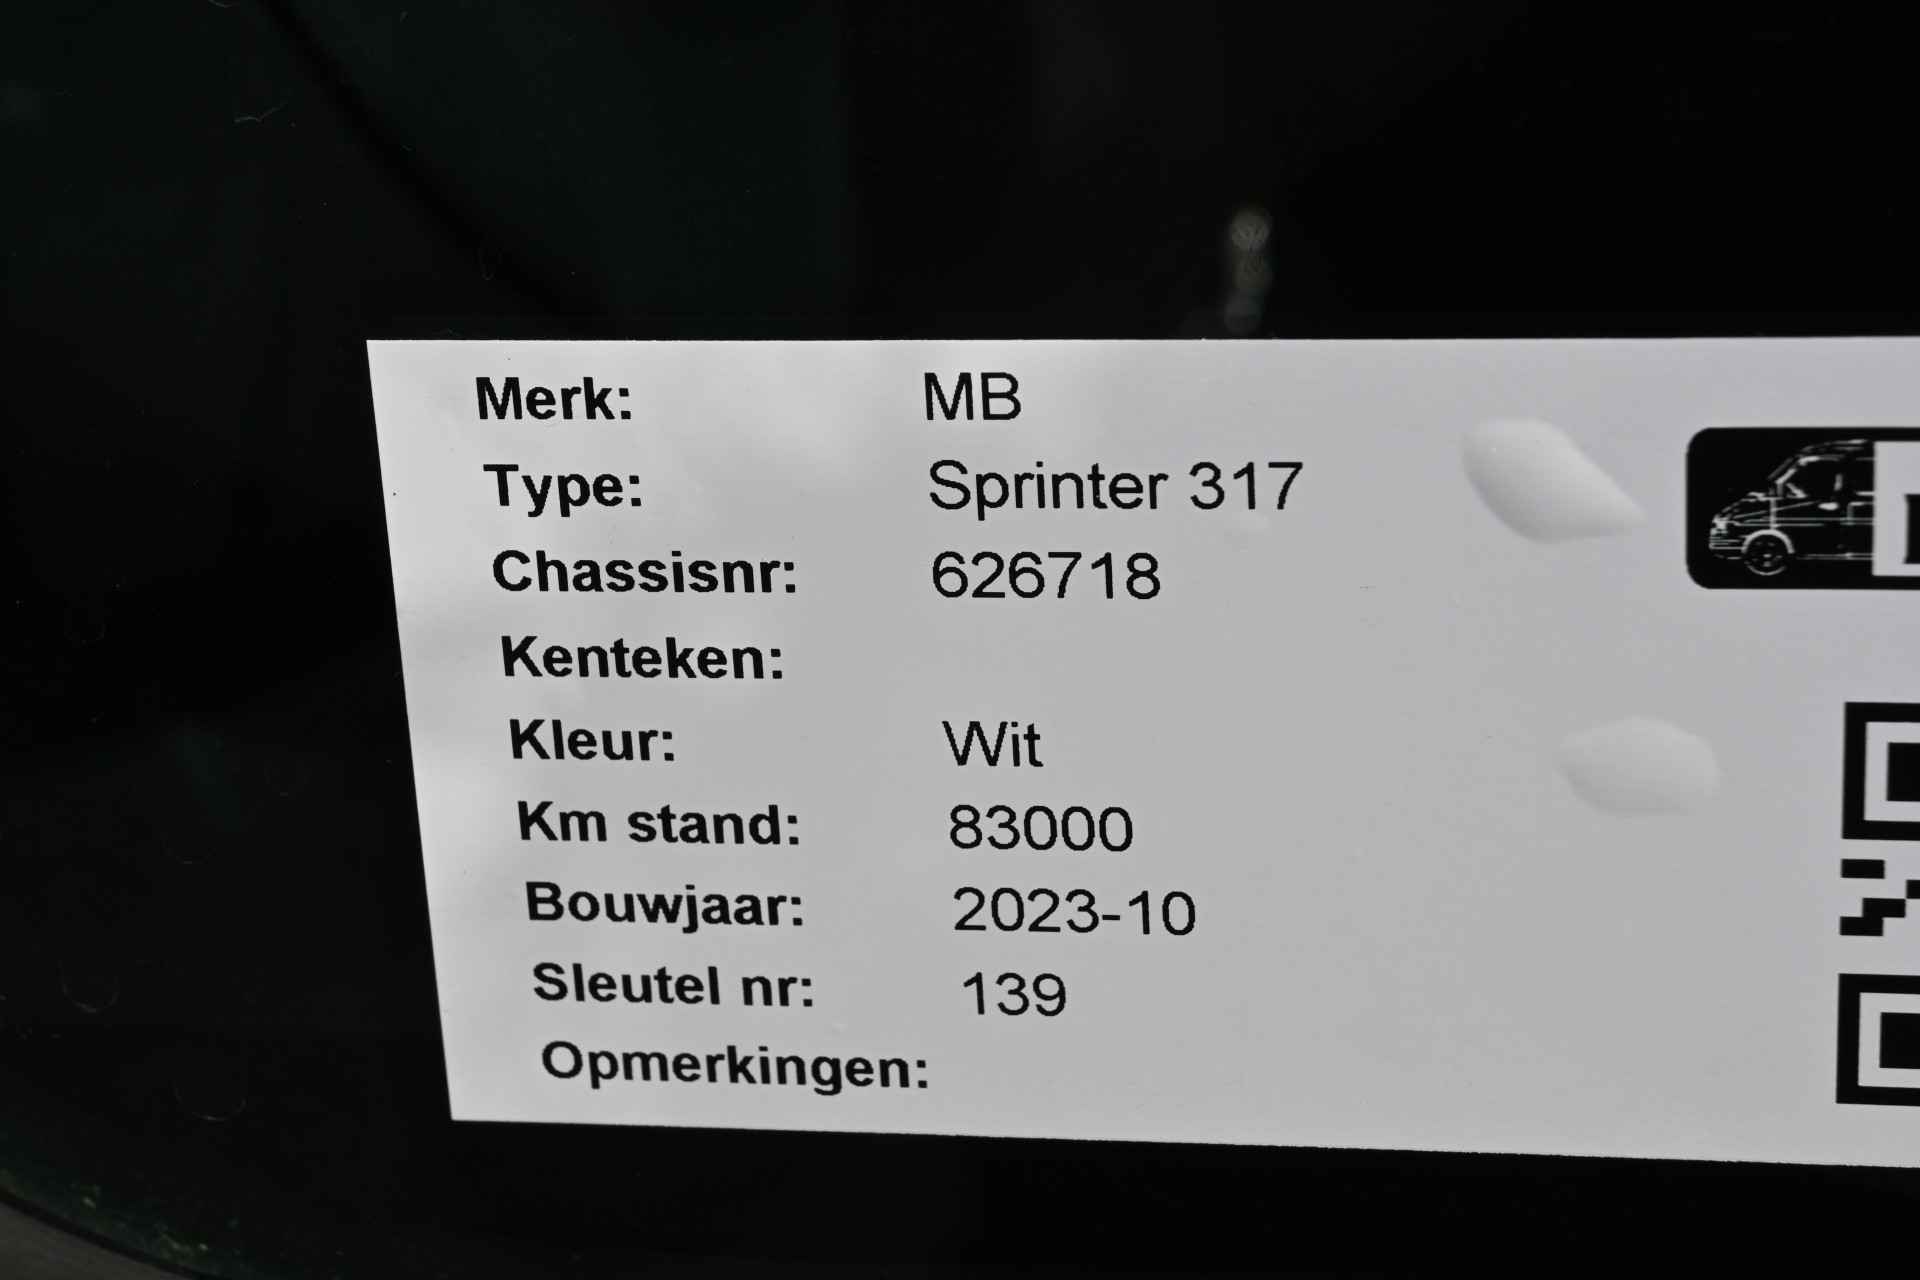 Merk: MB
Type: Sprinter 317
Chassisnr: 626718
Kenteken:
Kleur: Wit
Km stand: 83000
Bouwjaar: 2023-10
Sleutel nr: 139
Opmerkingen: